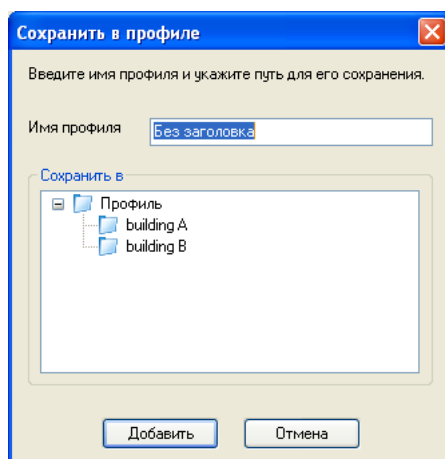 Сохранить в профиле
Введите имя профиля и укажите путь для его сохранения.
Имя профиля
Без заголовка
Сохранить в
Профиль
building A
building B
Добавить
Отмена